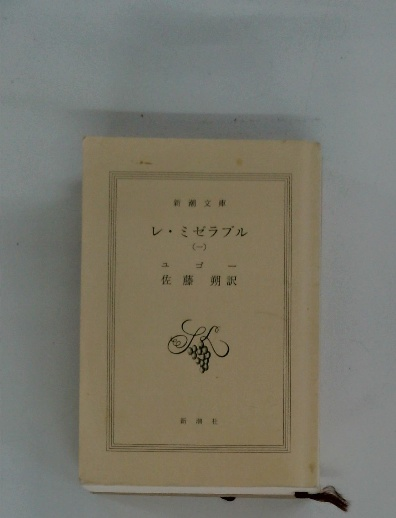 新潮文庫
レ・ミゼラブル
(一)
ユゴー
佐藤朔訳
新潮社